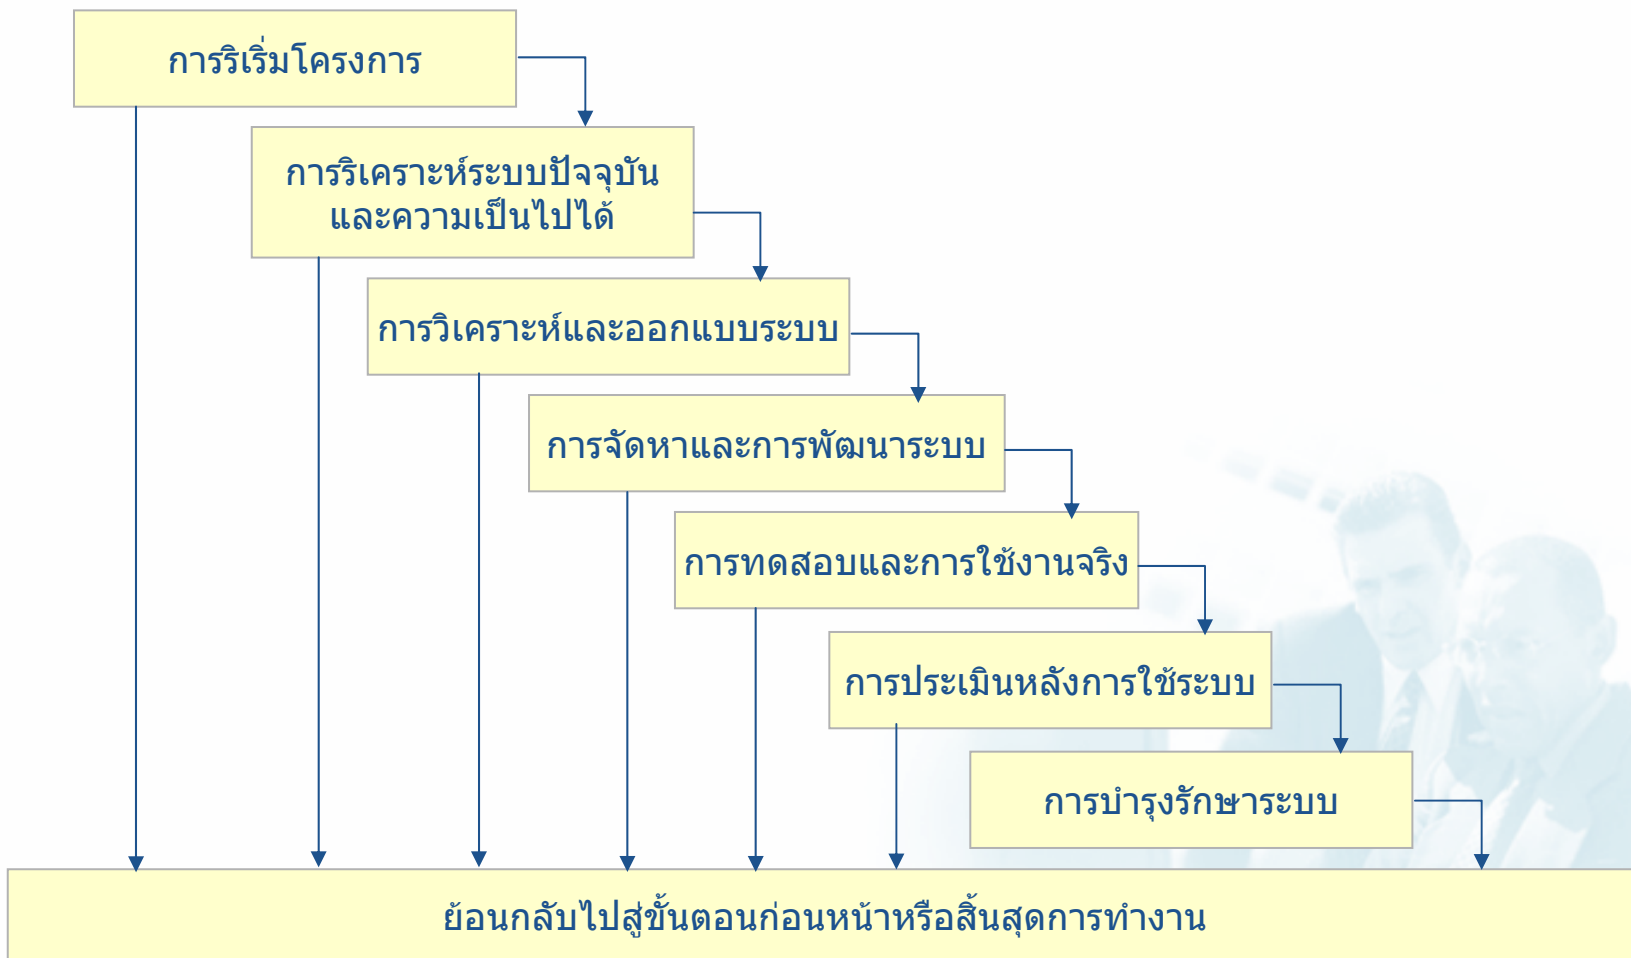 การริเริ่มโครงการ
การริเคราะห์ระบบปัจจุบัน
และความเป็นไปได้
การวิเคราะห์และออกแบบระบบ
การจัดหาและการพัฒนาระบบ
การทดสอบและการใช้งานจริง
การประเมินหลังการใช้ระบบ
การบำรุงรักษาระบบ
ย้อนกลับไปสู่ขั้นตอนก่อนหน้าหรือสิ้นสุดการทำงาน